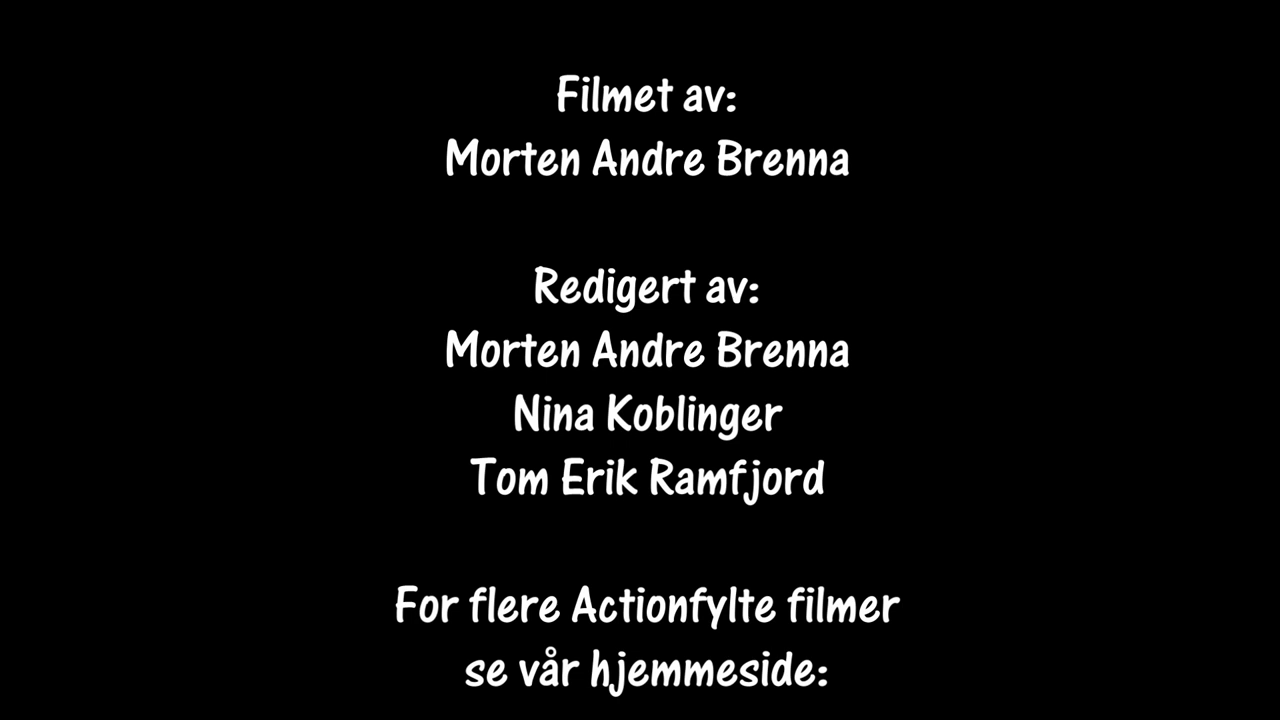 Filmet av:
Morten Andre Brenna
Redigert av:
Morten Andre Brenna
Nina Koblinger
Tom Erik Ramfjord
For flere Actionfylte filmer
se vår hjemmeside: